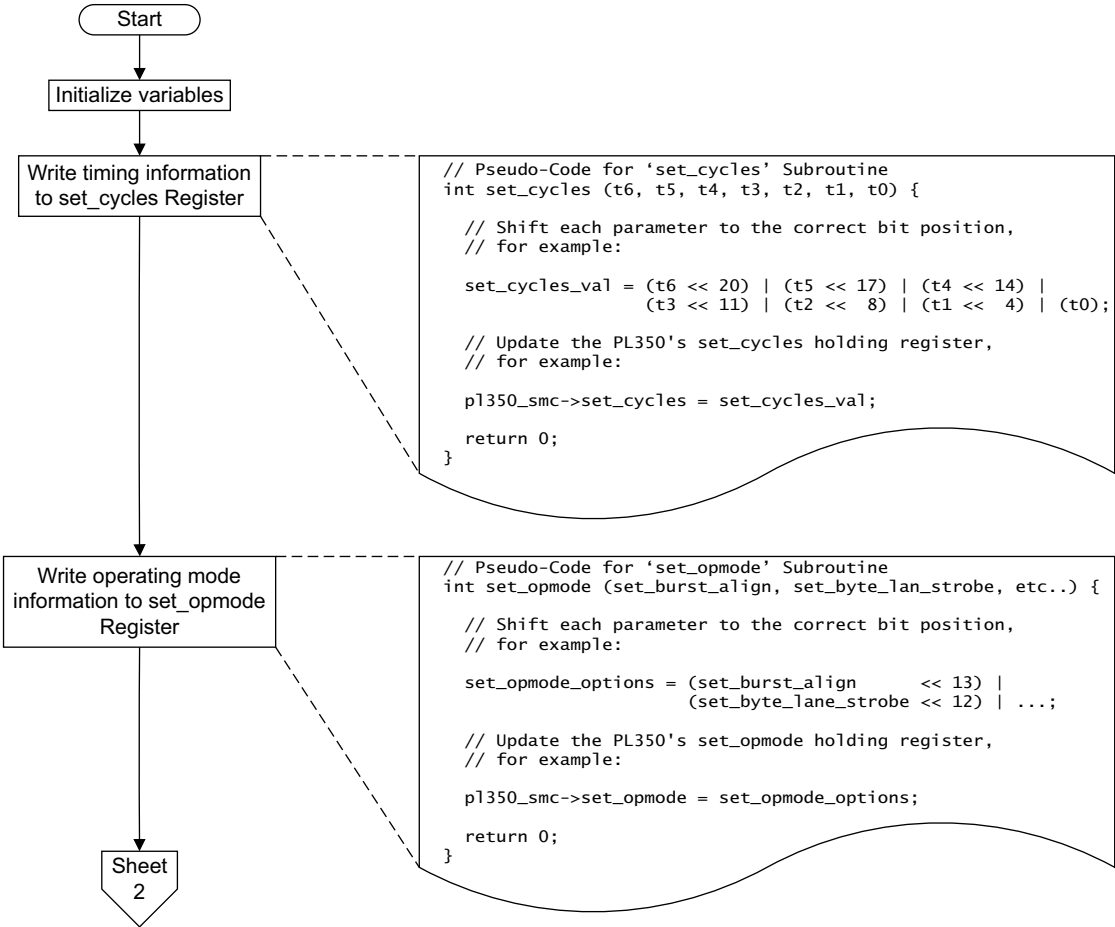 Start
Initialize variables
Write timing information
to set_cycles Register
// Pseudo-Code for ‘set_cycles’ Subroutine
int set_cycles (t6, t5, t4, t3, t2, t1, t0) {
// Shift each parameter to the correct bit position,
// for example:
set_cycles_val = (t6 << 20) | (t5 << 17) | (t4 << 14) |
(t3 << 11) | (t2 <<  8) | (t1 <<  4) | (t0);
// Update the PL350's set_cycles holding register,
// for example:
pl350_smc->set_cycles = set_cycles_val;
return 0;
}
Write operating mode
information to set_opmode
Register
// Pseudo-Code for ‘set_opmode’ Subroutine
int set_opmode (set_burst_align, set_byte_lan_strobe, etc..) {
// Shift each parameter to the correct bit position,
// for example:
set_opmode_options = (set_burst_align      << 13) |
(set_byte_lane_strobe << 12) | ...;
// Update the PL350's set_opmode holding register,
// for example:
pl350_smc->set_opmode = set_opmode_options;
return 0;
}
Sheet
2